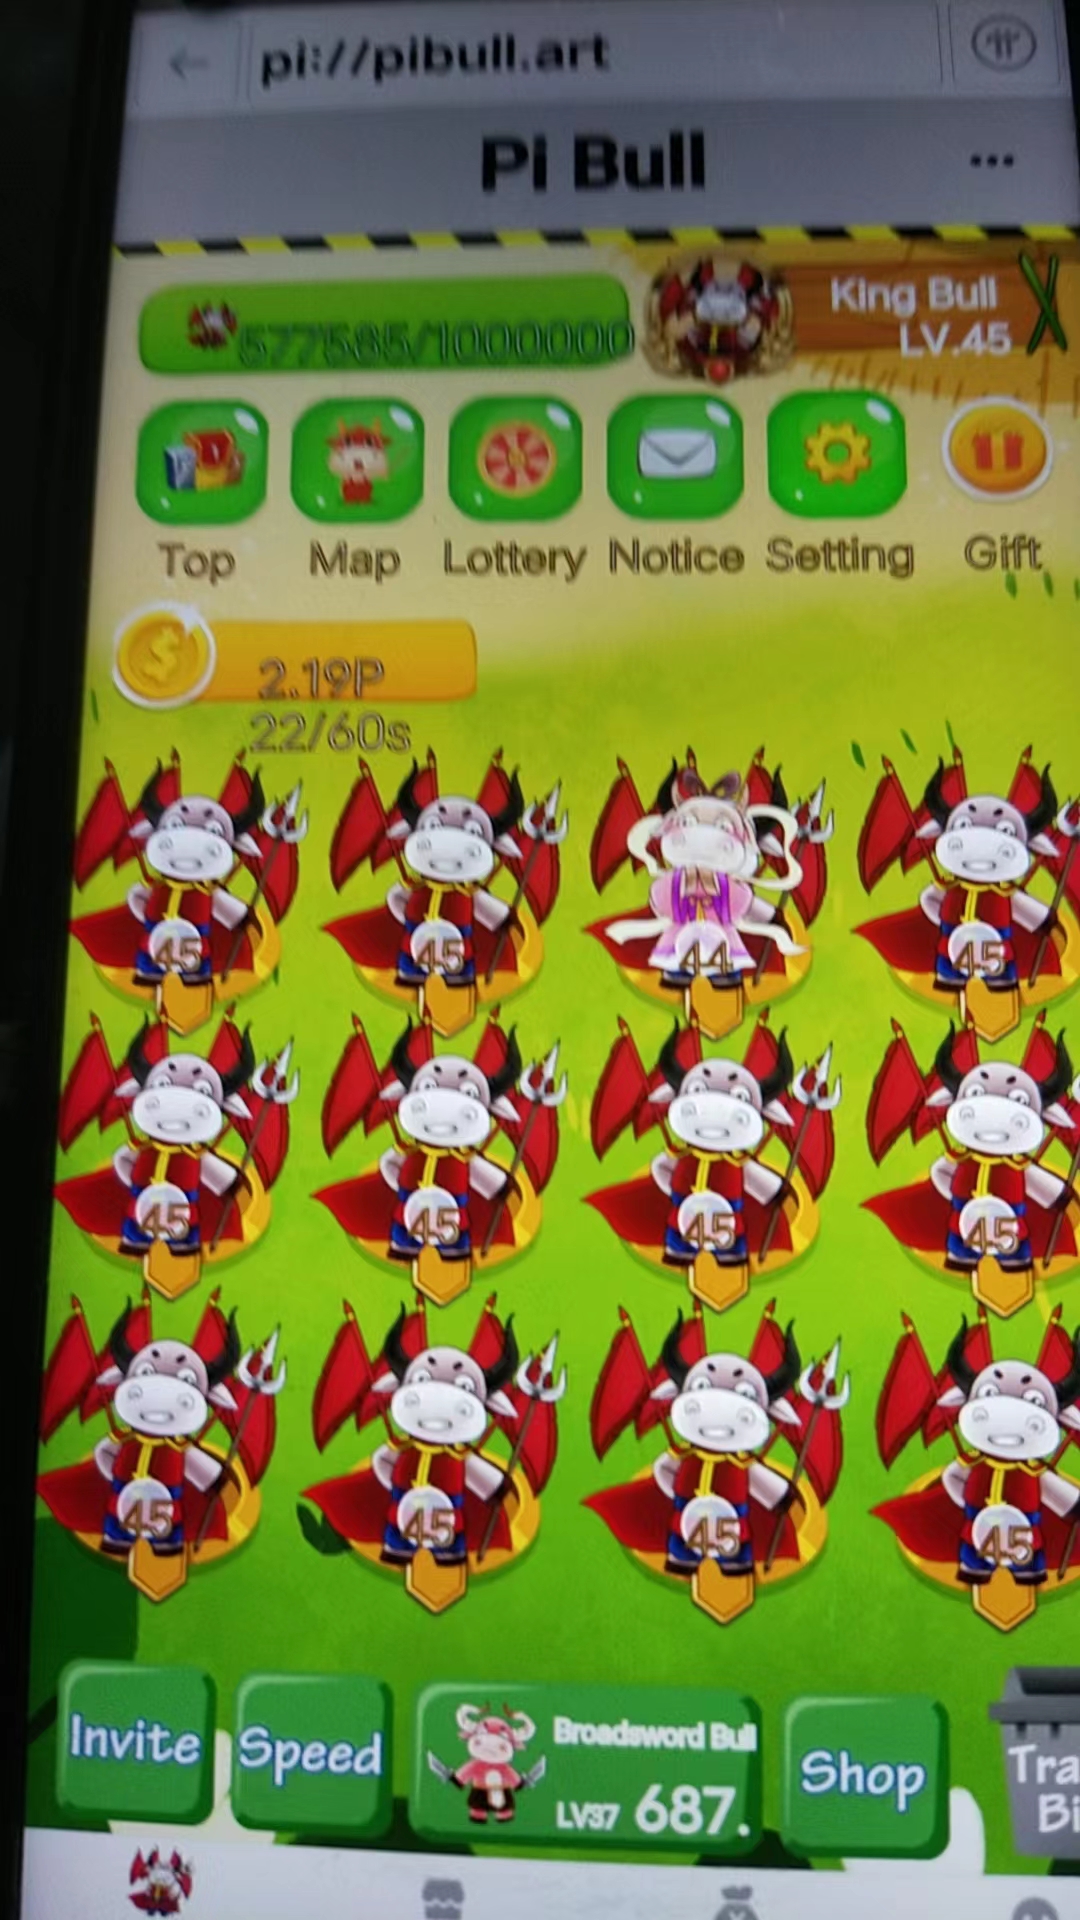 pi://pibull.art
Pi Bull
577585/1000000
King Bull
LV.45
Top Map Lottery Notice Setting Gift
2.19P
22/60s
45 45 44 45
45 45 45 45
45 45 45 45
Invite Speed
Broadsword Bull
LV37 687.
Shop
Tra
Bi